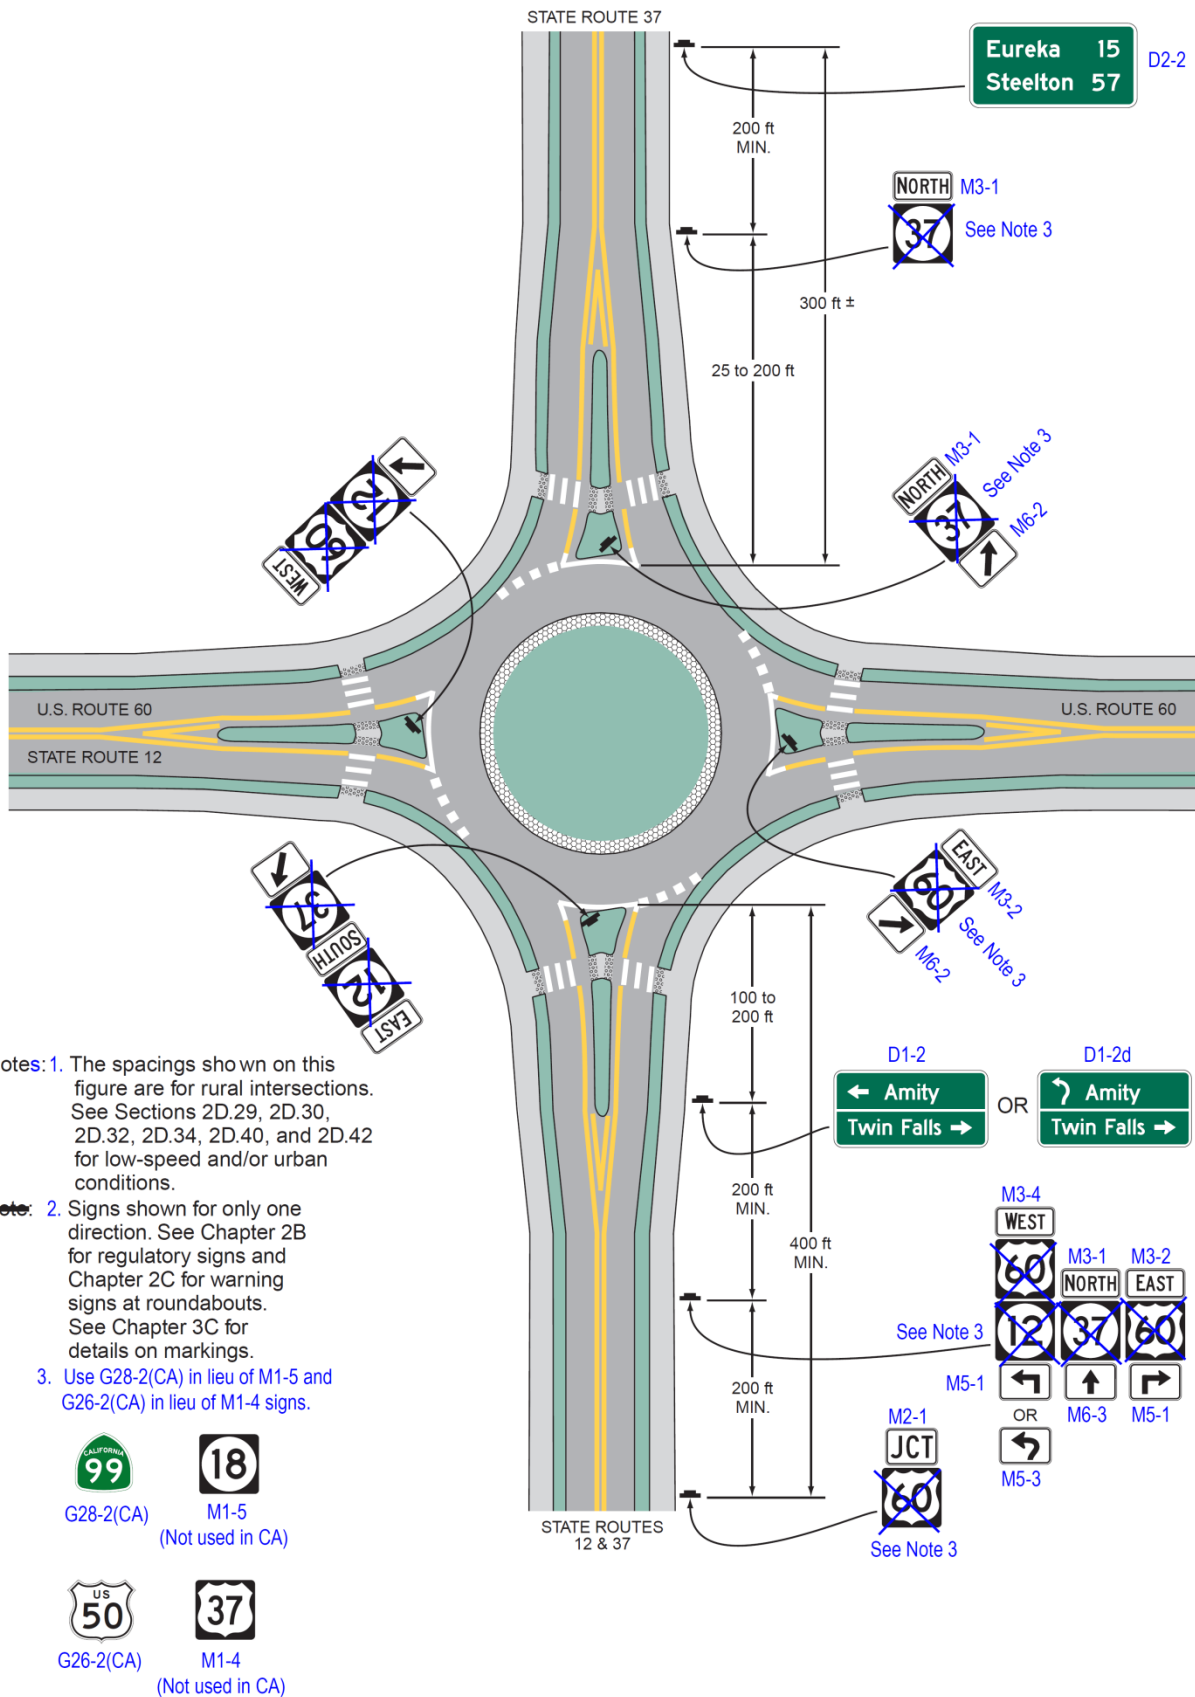 STATE ROUTE 37
Eureka 15
Steelton 57
D2-2
200 ft
MIN.
NORTH
M3-1
37
See Note 3
300 ft ±
25 to 200 ft
12
60
WEST
NORTH
M3-1
37
See Note 3
M6-2
U.S. ROUTE 60
STATE ROUTE 12
U.S. ROUTE 60
37
SOUTH
12
EAST
EAST
M3-2
60
See Note 3
M6-2
100 to
200 ft
D1-2
Amity
Twin Falls
OR
D1-2d
Amity
Twin Falls
200 ft
MIN.
400 ft
MIN.
otes: 1. The spacings shown on this
figure are for rural intersections.
See Sections 2D.29, 2D.30,
2D.32, 2D.34, 2D.40, and 2D.42
for low-speed and/or urban
conditions.
ote: 2. Signs shown for only one
direction. See Chapter 2B
for regulatory signs and
Chapter 2C for warning
signs at roundabouts.
See Chapter 3C for
details on markings.
3. Use G28-2(CA) in lieu of M1-5 and
G26-2(CA) in lieu of M1-4 signs.
M3-4
WEST
60
M3-1
NORTH
M3-2
EAST
See Note 3
12
37
60
M5-1
OR
M5-3
M6-3
M5-1
200 ft
MIN.
M2-1
JCT
60
See Note 3
STATE ROUTES
12 & 37
CALIFORNIA
99
G28-2(CA)
18
M1-5
(Not used in CA)
US
50
G26-2(CA)
37
M1-4
(Not used in CA)